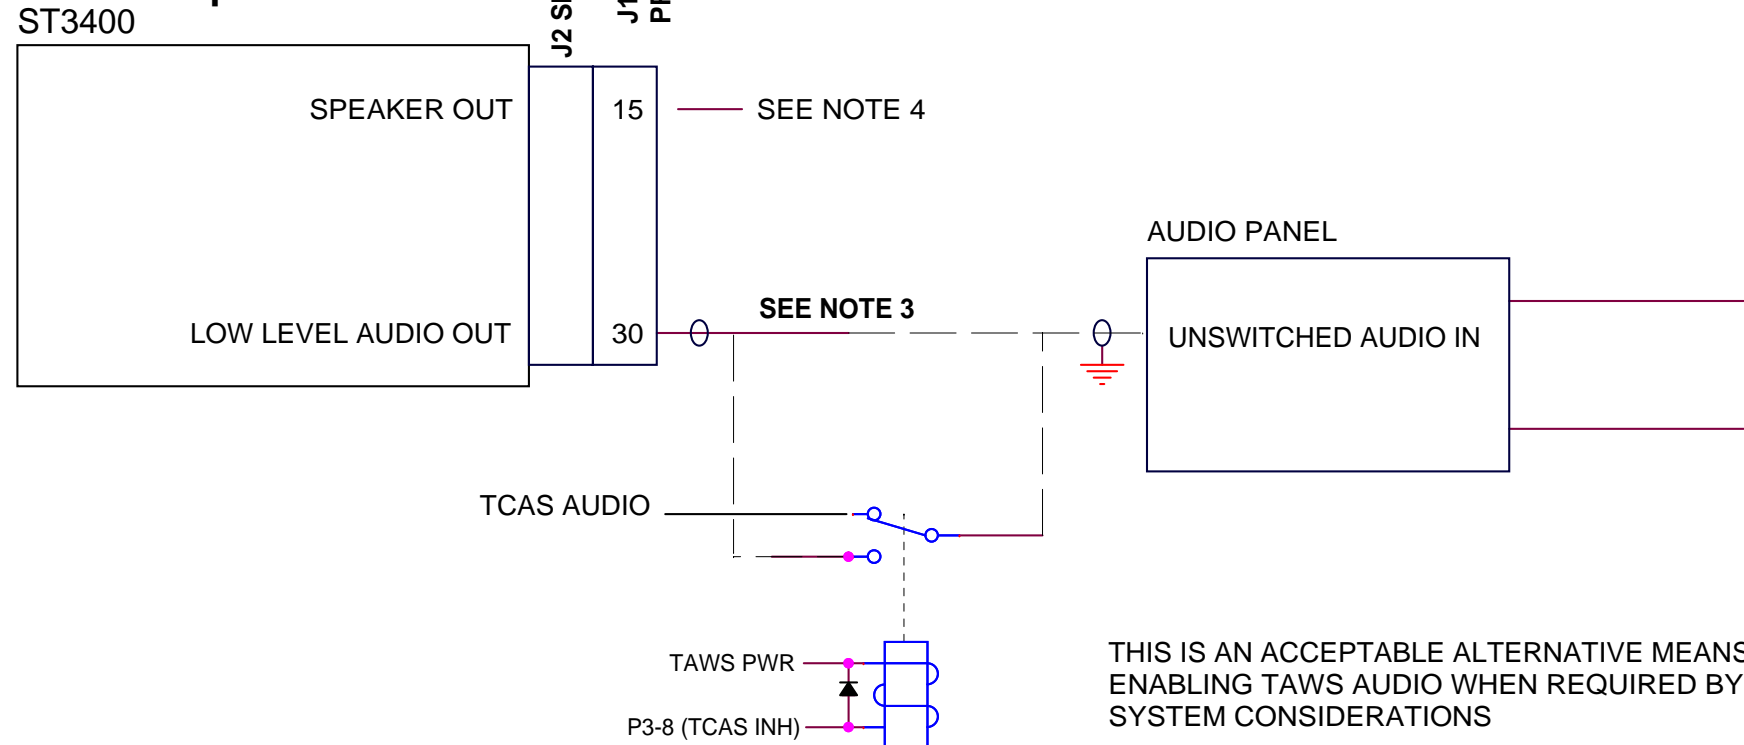 ST3400
J2
J1
SPEAKER OUT
15
SEE NOTE 4
AUDIO PANEL
SEE NOTE 3
LOW LEVEL AUDIO OUT
30
UNSWITCHED AUDIO IN
TCAS AUDIO
TAWS PWR
P3-8 (TCAS INH)
THIS IS AN ACCEPTABLE ALTERNATIVE MEANS
ENABLING TAWS AUDIO WHEN REQUIRED BY
SYSTEM CONSIDERATIONS